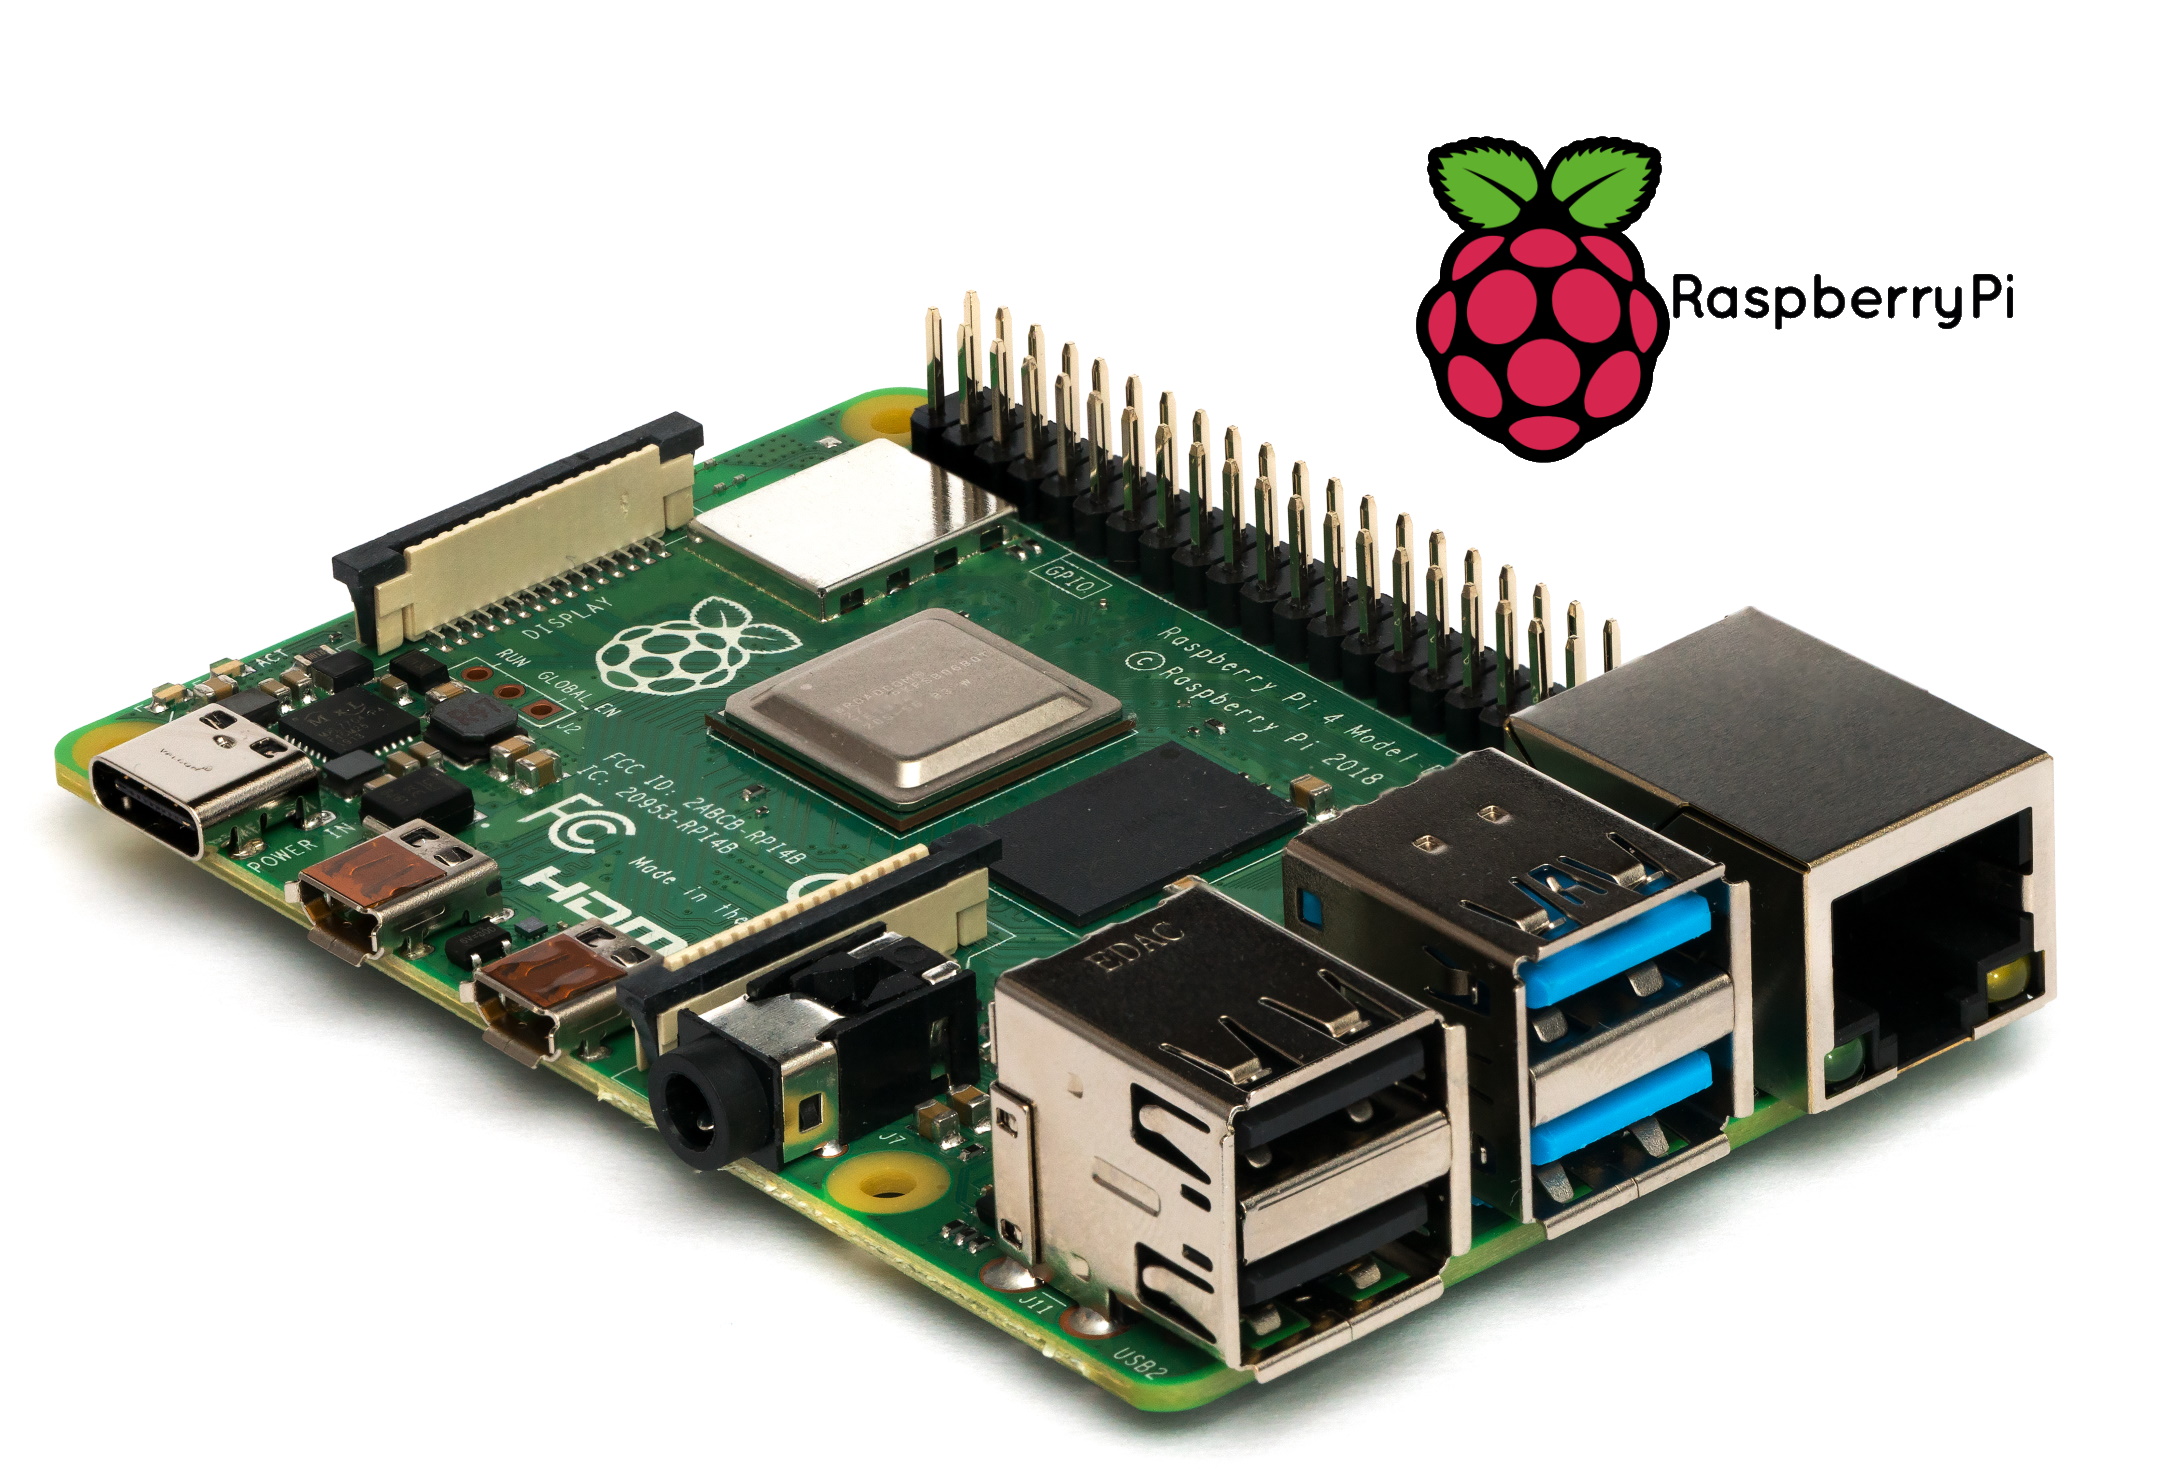 RaspberryPi
GPIO
DISPLAY
Raspberry Pi 4 Model
©Raspberry Pi 2018
ACT
RUN
GLOBAL_EN
J2
FCC ID: 2ABCB-RPI4B
IC: 20953-RPI4B
FC
Made in the
HDMI
POWER IN
EDAC
J7
J11
USB2